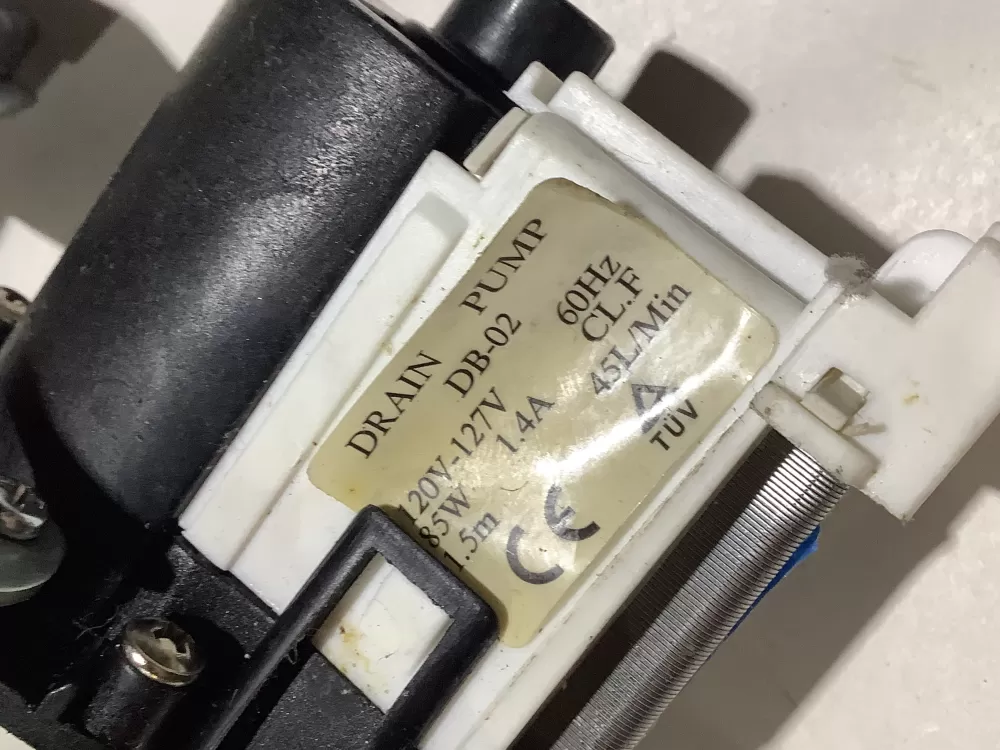 DRAIN PUMP
DB-02 60Hz
120V-127V CL.F
85W 1.4A 45L/Min
1.5m
CE TÜV